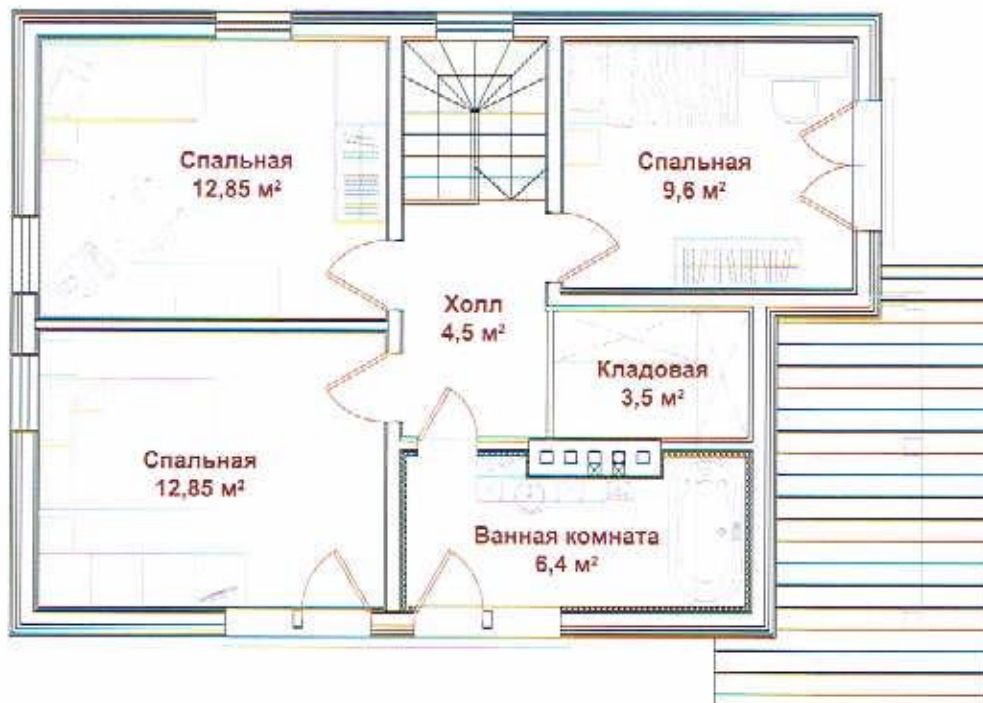 Спальная
12,85 м²
Спальная
9,6 м²
Холл
4,5 м²
Кладовая
3,5 м²
Спальная
12,85 м²
Ванная комната
6,4 м²